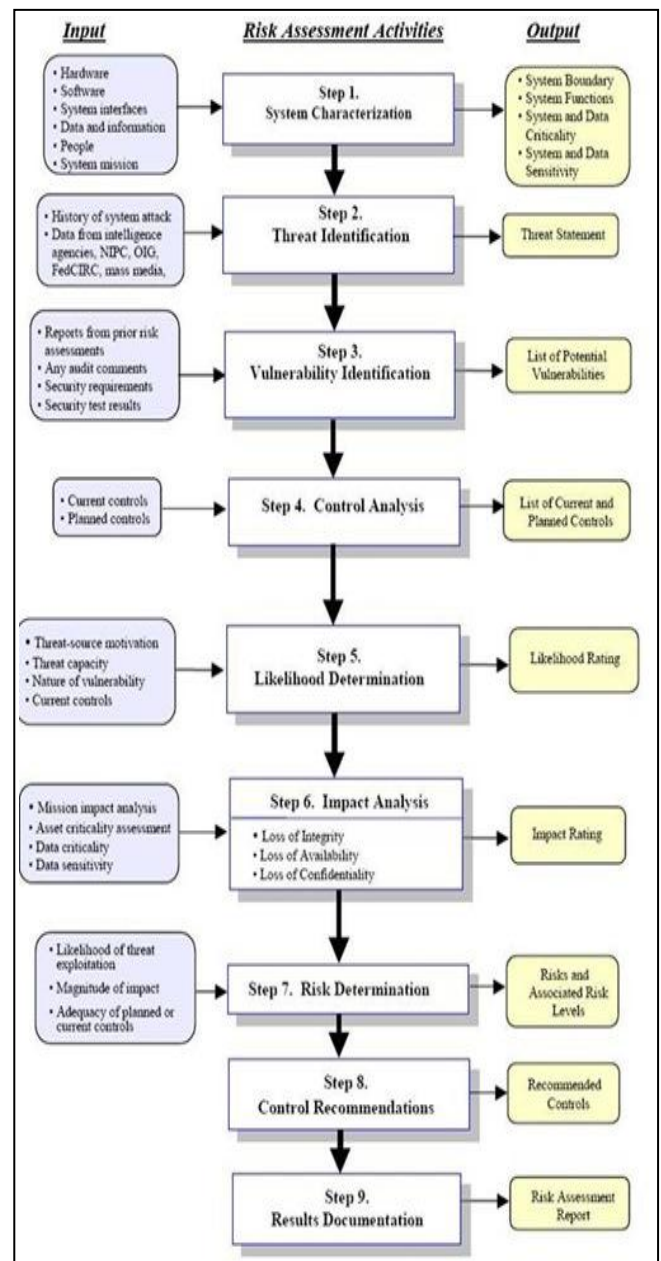 Input
Risk Assessment Activities
Output
• Hardware
• Software
• System interfaces
• Data and information
• People
• System mission
Step 1.
System Characterization
• System Boundary
• System Functions
• System and Data
Criticality
• System and Data
Sensitivity
• History of system attack
• Data from intelligence
agencies, NIPC, OIG,
FedCIRC, mass media,
Step 2.
Threat Identification
Threat Statement
• Reports from prior risk
assessments
• Any audit comments
• Security requirements
• Security test results
Step 3.
Vulnerability Identification
List of Potential
Vulnerabilities
• Current controls
• Planned controls
Step 4. Control Analysis
List of Current and
Planned Controls
• Threat-source motivation
• Threat capacity
• Nature of vulnerability
• Current controls
Step 5.
Likelihood Determination
Likelihood Rating
• Mission impact analysis
• Asset criticality assessment
• Data criticality
• Data sensitivity
Step 6. Impact Analysis
• Loss of Integrity
• Loss of Availability
• Loss of Confidentiality
Impact Rating
• Likelihood of threat
exploitation
• Magnitude of impact
• Adequacy of planned or
current controls
Step 7. Risk Determination
Risks and
Associated Risk
Levels
Step 8.
Control Recommendations
Recommended
Controls
Step 9.
Results Documentation
Risk Assessment
Report